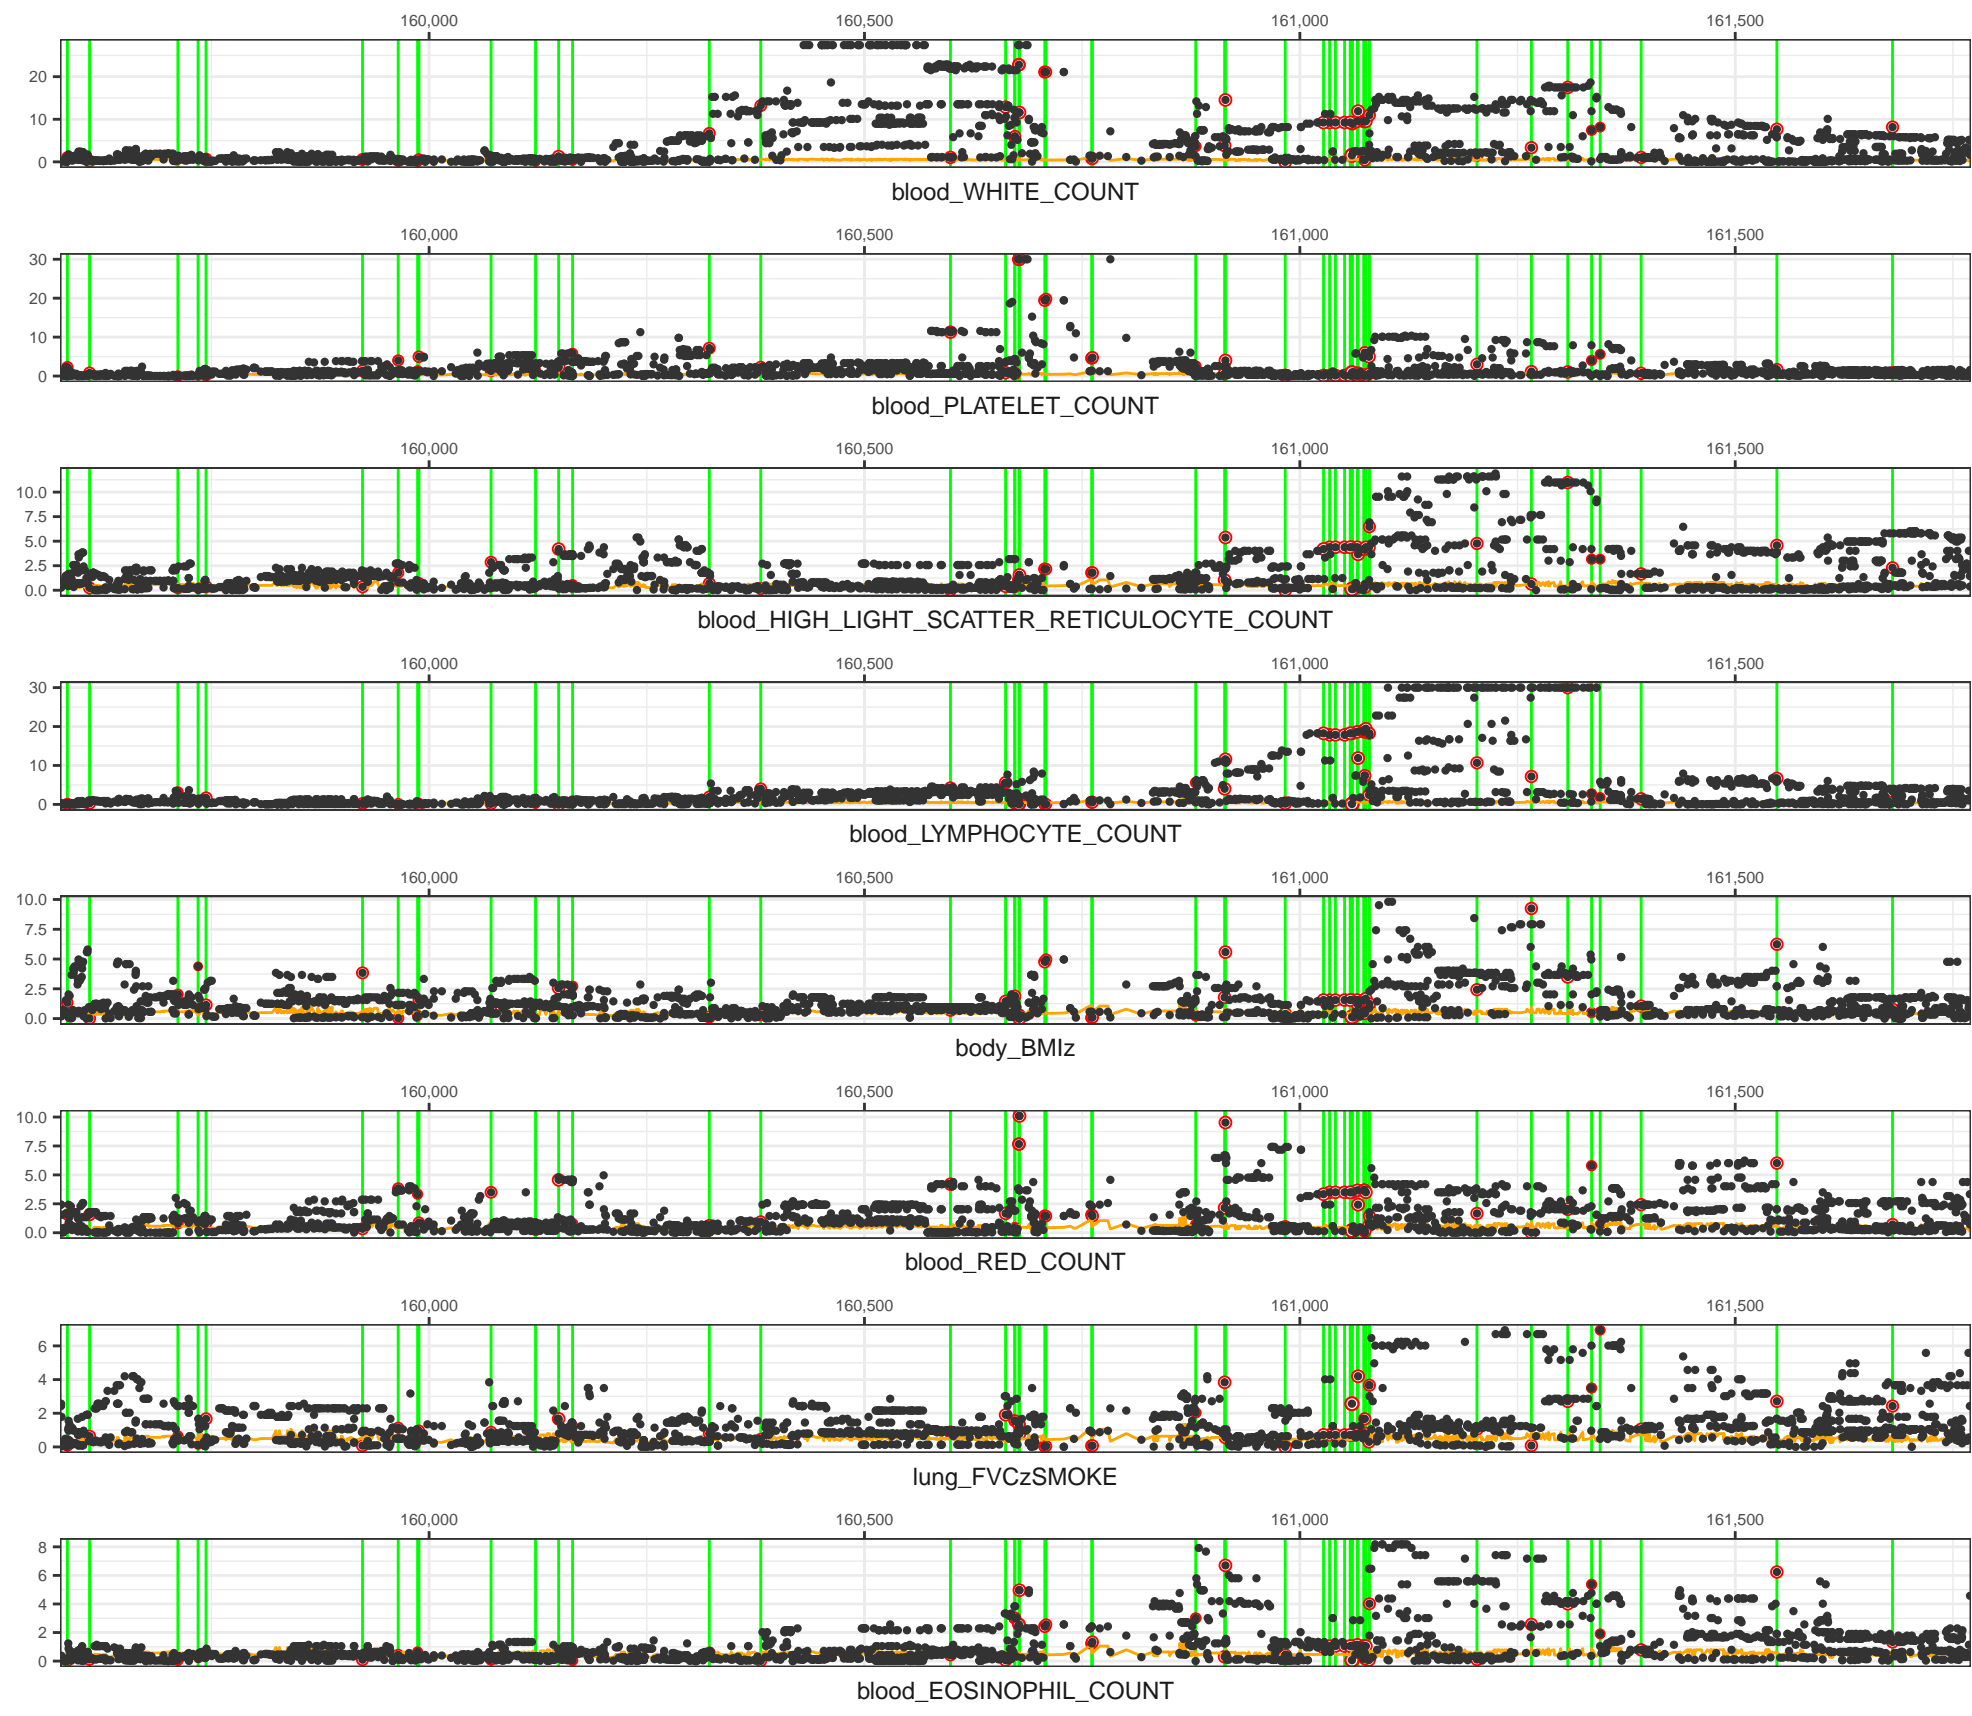 160,000 160,500 161,000 161,500
20
10
0
blood_WHITE_COUNT
160,000 160,500 161,000 161,500
30
20
10
0
blood_PLATELET_COUNT
160,000 160,500 161,000 161,500
10.0
7.5
5.0
2.5
0.0
blood_HIGH_LIGHT_SCATTER_RETICULOCYTE_COUNT
160,000 160,500 161,000 161,500
30
20
10
0
blood_LYMPHOCYTE_COUNT
160,000 160,500 161,000 161,500
10.0
7.5
5.0
2.5
0.0
body_BMIz
160,000 160,500 161,000 161,500
10.0
7.5
5.0
2.5
0.0
blood_RED_COUNT
160,000 160,500 161,000 161,500
6
4
2
0
lung_FVCzSMOKE
160,000 160,500 161,000 161,500
8
6
4
2
0
blood_EOSINOPHIL_COUNT